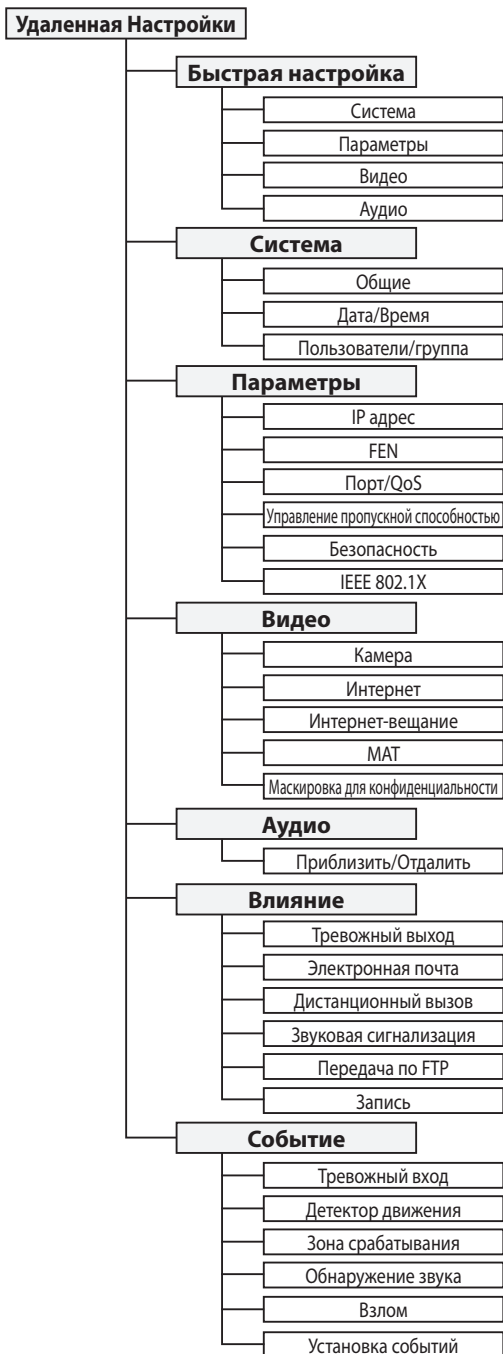 Удаленная Настройки
Быстрая настройка
Система
Параметры
Видео
Аудио
Система
Общие
Дата/Время
Пользователи/группа
Параметры
IP адрес
FEN
Порт/QoS
Управление пропускной способностью
Безопасность
IEEE 802.1X
Видео
Камера
Интернет
Интернет-вещание
MAT
Маскировка для конфиденциальности
Аудио
Приблизить/Отдалить
Влияние
Тревожный выход
Электронная почта
Дистанционный вызов
Звуковая сигнализация
Передача по FTP
Запись
Событие
Тревожный вход
Детектор движения
Зона срабатывания
Обнаружение звука
Взлом
Установка событий